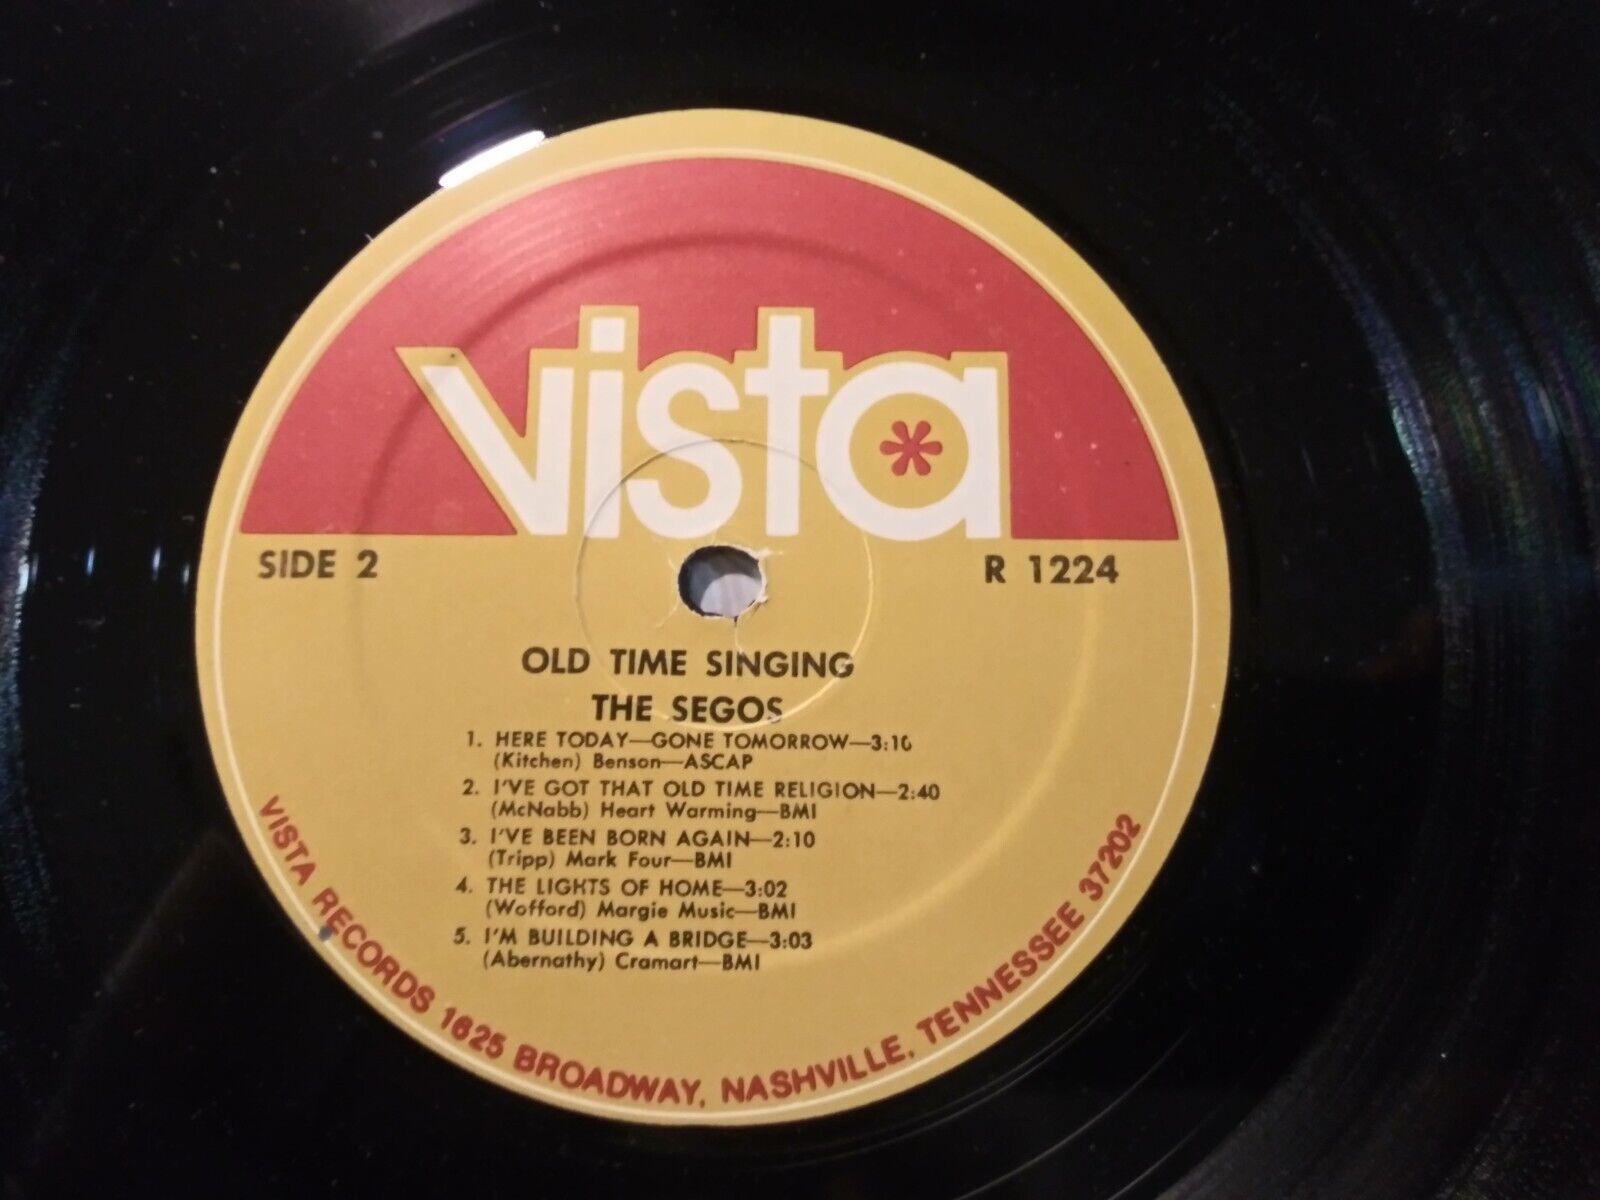 vista
SIDE 2
R 1224
OLD TIME SINGING
THE SEGOS
1. HERE TODAY—GONE TOMORROW—3:10
(Kitchen) Benson—ASCAP
2. I'VE GOT THAT OLD TIME RELIGION—2:40
(McNabb) Heart Warming—BMI
3. I'VE BEEN BORN AGAIN—2:10
(Tripp) Mark Four—BMI
4. THE LIGHTS OF HOME—3:02
(Wofford) Margie Music—BMI
5. I'M BUILDING A BRIDGE—3:03
(Abernathy) Cramart—BMI
VISTA RECORDS 1625 BROADWAY, NASHVILLE, TENNESSEE 37202